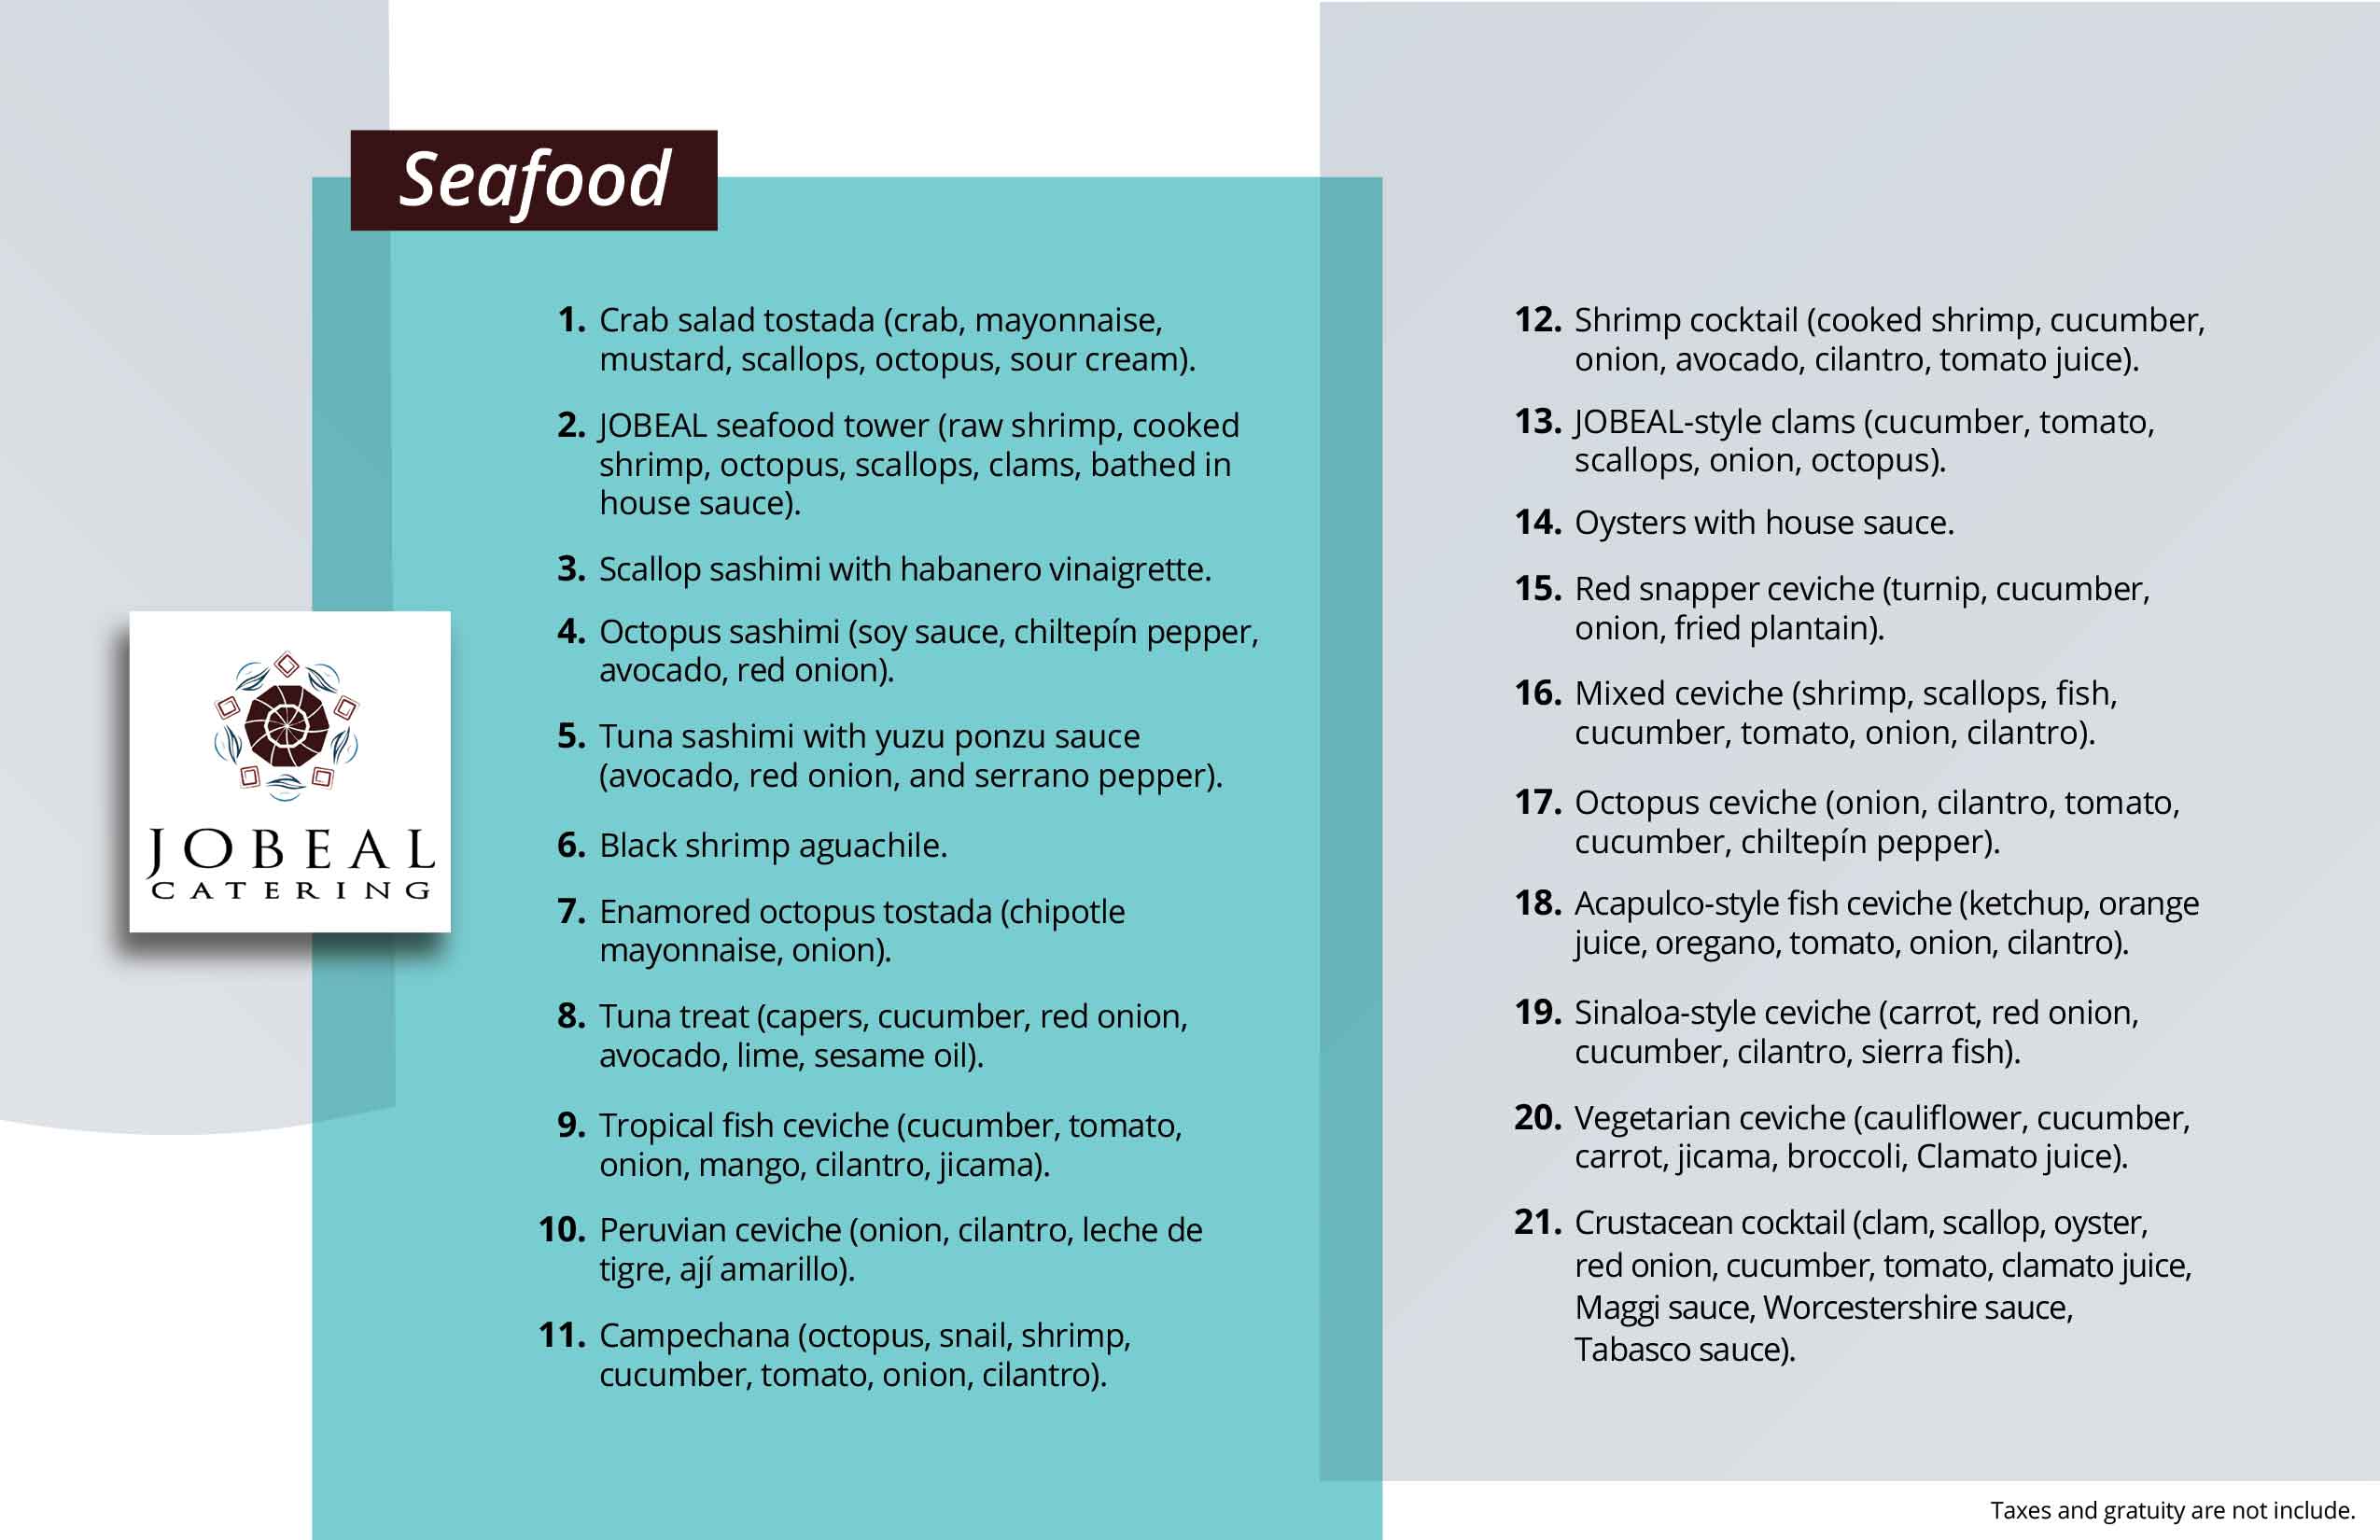 Seafood
1. Crab salad tostada (crab, mayonnaise,
mustard, scallops, octopus, sour cream).
2. JOBEAL seafood tower (raw shrimp, cooked
shrimp, octopus, scallops, clams, bathed in
house sauce).
3. Scallop sashimi with habanero vinaigrette.
4. Octopus sashimi (soy sauce, chiltepín pepper,
avocado, red onion).
5. Tuna sashimi with yuzu ponzu sauce
(avocado, red onion, and serrano pepper).
6. Black shrimp aguachile.
7. Enamored octopus tostada (chipotle
mayonnaise, onion).
8. Tuna treat (capers, cucumber, red onion,
avocado, lime, sesame oil).
9. Tropical fish ceviche (cucumber, tomato,
onion, mango, cilantro, jicama).
10. Peruvian ceviche (onion, cilantro, leche de
tigre, ají amarillo).
11. Campechana (octopus, snail, shrimp,
cucumber, tomato, onion, cilantro).
12. Shrimp cocktail (cooked shrimp, cucumber,
onion, avocado, cilantro, tomato juice).
13. JOBEAL-style clams (cucumber, tomato,
scallops, onion, octopus).
14. Oysters with house sauce.
15. Red snapper ceviche (turnip, cucumber,
onion, fried plantain).
16. Mixed ceviche (shrimp, scallops, fish,
cucumber, tomato, onion, cilantro).
17. Octopus ceviche (onion, cilantro, tomato,
cucumber, chiltepín pepper).
18. Acapulco-style fish ceviche (ketchup, orange
juice, oregano, tomato, onion, cilantro).
19. Sinaloa-style ceviche (carrot, red onion,
cucumber, cilantro, sierra fish).
20. Vegetarian ceviche (cauliflower, cucumber,
carrot, jicama, broccoli, Clamato juice).
21. Crustacean cocktail (clam, scallop, oyster,
red onion, cucumber, tomato, clamato juice,
Maggi sauce, Worcestershire sauce,
Tabasco sauce).
JOBEAL
CATERING
Taxes and gratuity are not include.